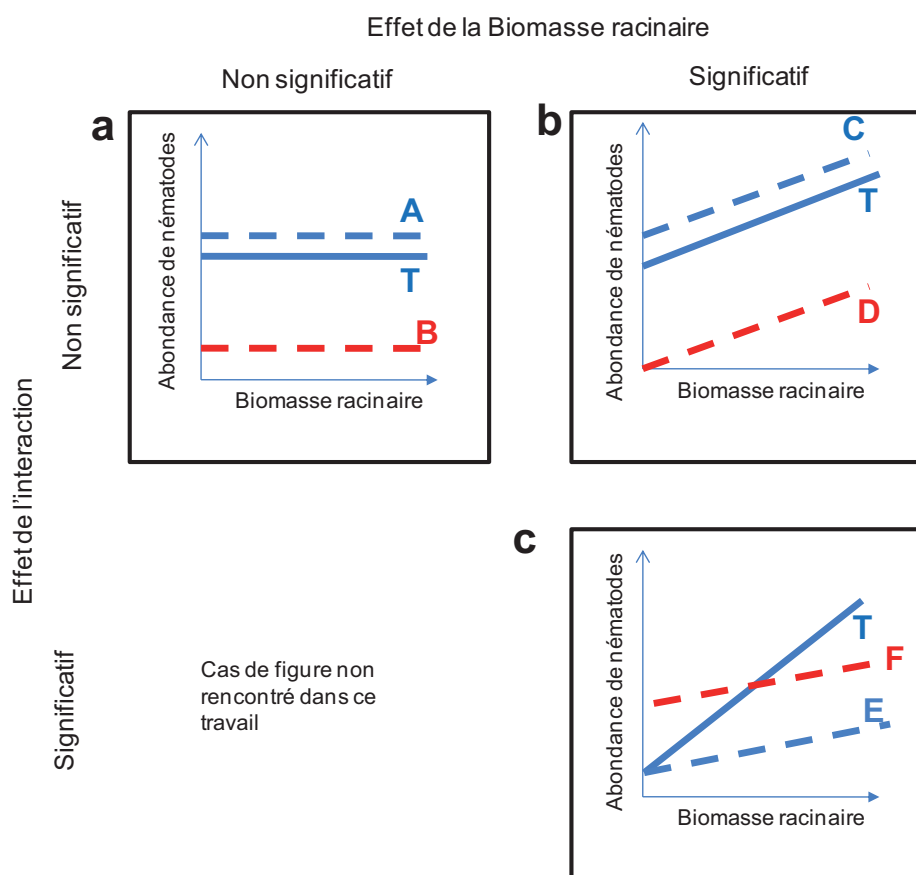 Effet de la Biomasse racinaire
Non significatif
Significatif
Effet de l'interaction
Non significatif
a
Abondance de nématodes
A
T
B
Biomasse racinaire
b
Abondance de nématodes
C
T
D
Biomasse racinaire
Significatif
Cas de figure non
rencontré dans ce
travail
c
Abondance de nématodes
T
F
E
Biomasse racinaire